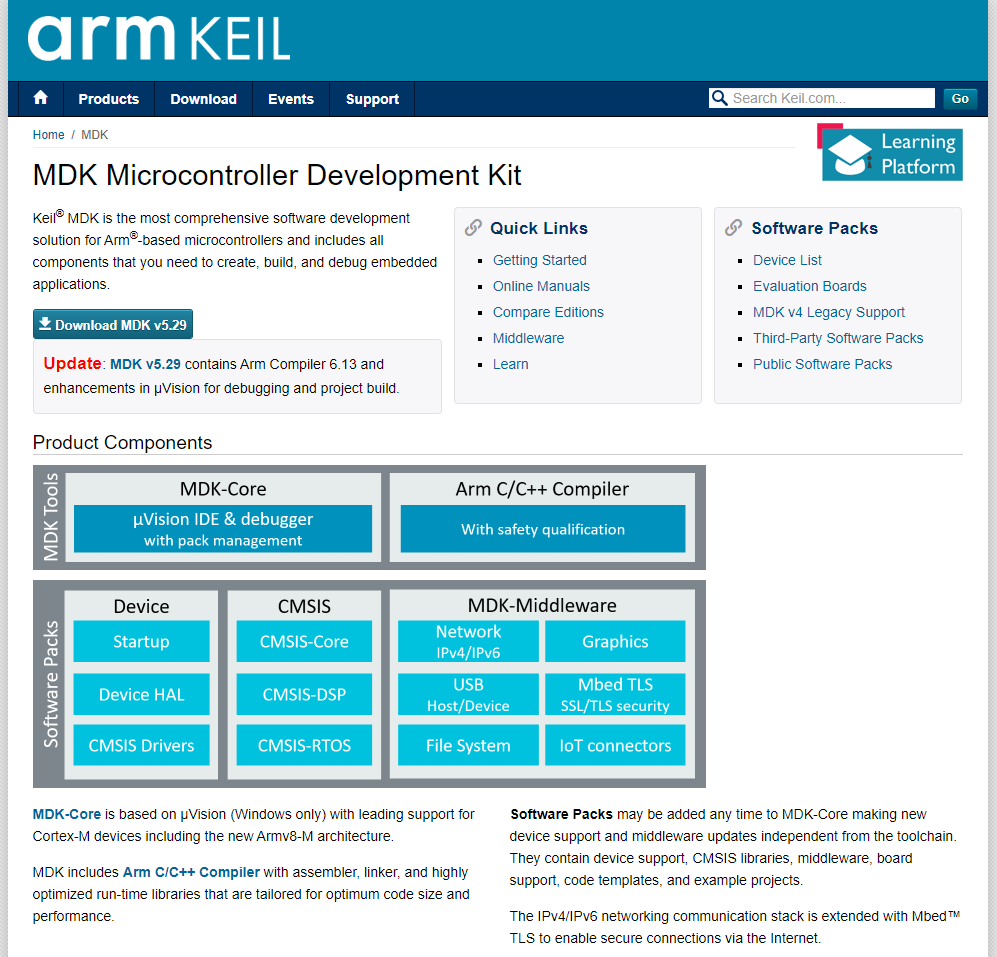 arm KEIL
Products Download Events Support Search Keil.com... Go
Home / MDK
Learning
Platform
MDK Microcontroller Development Kit
Keil® MDK is the most comprehensive software development
solution for Arm®-based microcontrollers and includes all
components that you need to create, build, and debug embedded
applications.
Download MDK v5.29
Update: MDK v5.29 contains Arm Compiler 6.13 and
enhancements in µVision for debugging and project build.
Quick Links
Getting Started
Online Manuals
Compare Editions
Middleware
Learn
Software Packs
Device List
Evaluation Boards
MDK v4 Legacy Support
Third-Party Software Packs
Public Software Packs
Product Components
MDK Tools
MDK-Core
µVision IDE & debugger
with pack management
Arm C/C++ Compiler
With safety qualification
Software Packs
Device
Startup
Device HAL
CMSIS Drivers
CMSIS
CMSIS-Core
CMSIS-DSP
CMSIS-RTOS
MDK-Middleware
Network
IPv4/IPv6
Graphics
USB
Host/Device
Mbed TLS
SSL/TLS security
File System
IoT connectors
MDK-Core is based on µVision (Windows only) with leading support for
Cortex-M devices including the new Armv8-M architecture.
MDK includes Arm C/C++ Compiler with assembler, linker, and highly
optimized run-time libraries that are tailored for optimum code size and
performance.
Software Packs may be added any time to MDK-Core making new
device support and middleware updates independent from the toolchain.
They contain device support, CMSIS libraries, middleware, board
support, code templates, and example projects.
The IPv4/IPv6 networking communication stack is extended with Mbed™
TLS to enable secure connections via the Internet.